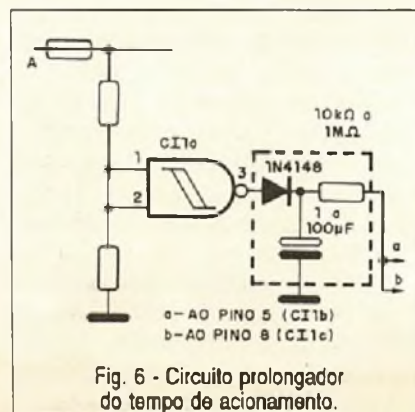 A
CI1a
1
2
3
10kΩ a
1MΩ
1N4148
1 a
100µF
a
b
a-AO PINO 5 (CI1b)
b-AO PINO 8 (CI1c)
Fig. 6 - Circuito prolongador
do tempo de acionamento.